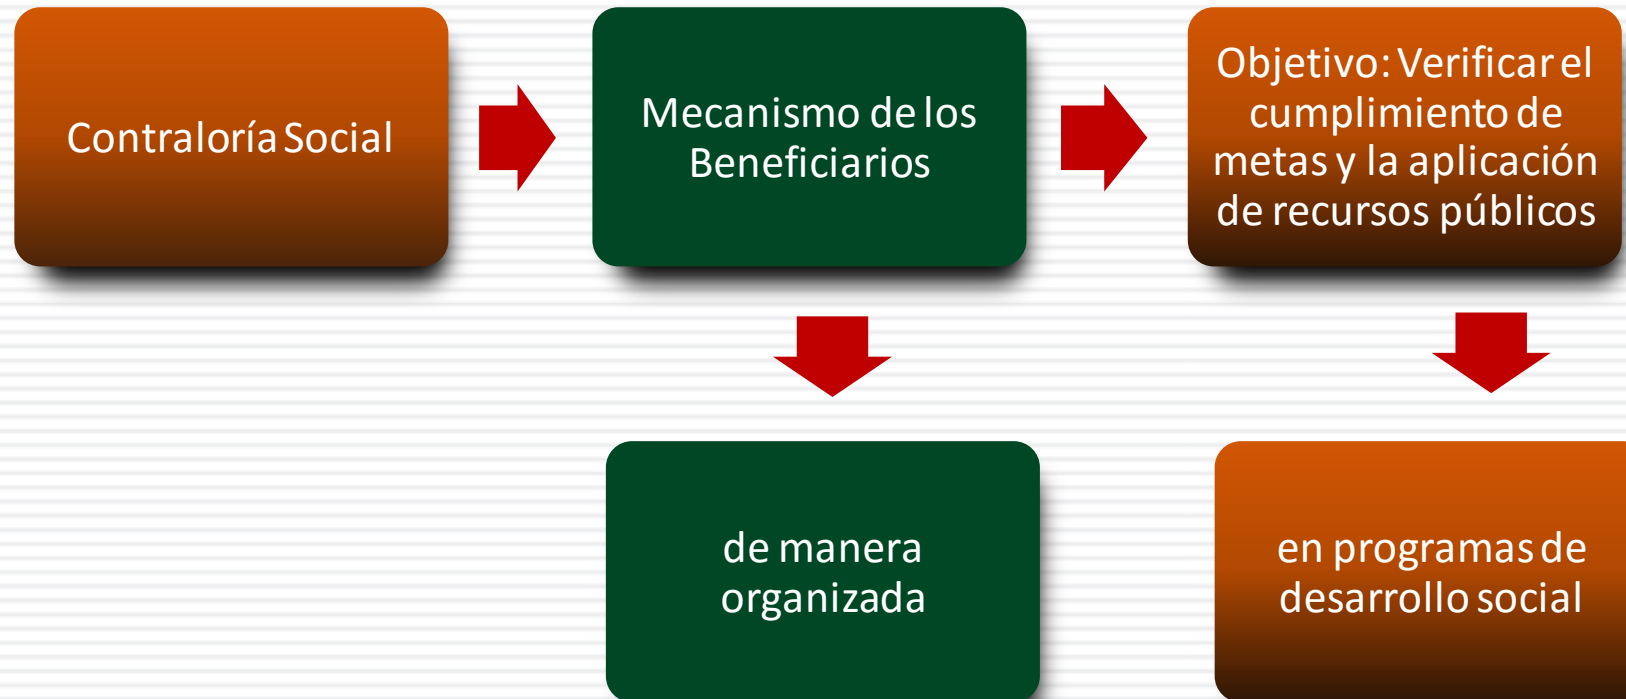 Contraloría Social
Mecanismo de los
Beneficiarios
Objetivo: Verificar el
cumplimiento de
metas y la aplicación
de recursos públicos
de manera
organizada
en programas de
desarrollo social